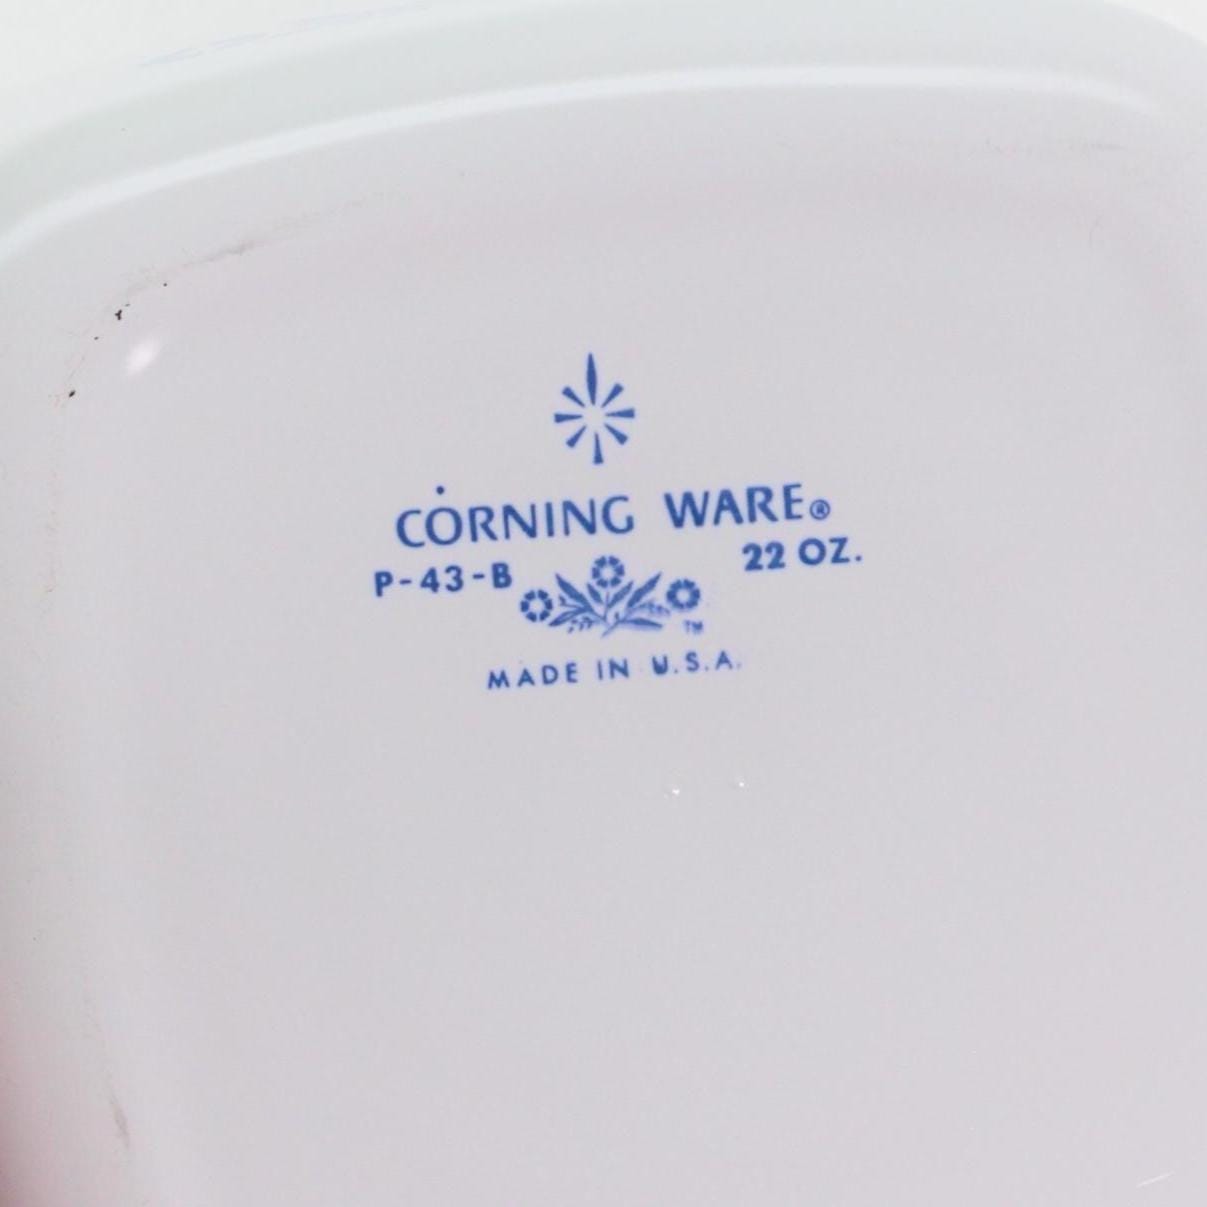 CORNING WARE®
P-43-B 22 OZ.
TM
MADE IN U.S.A.